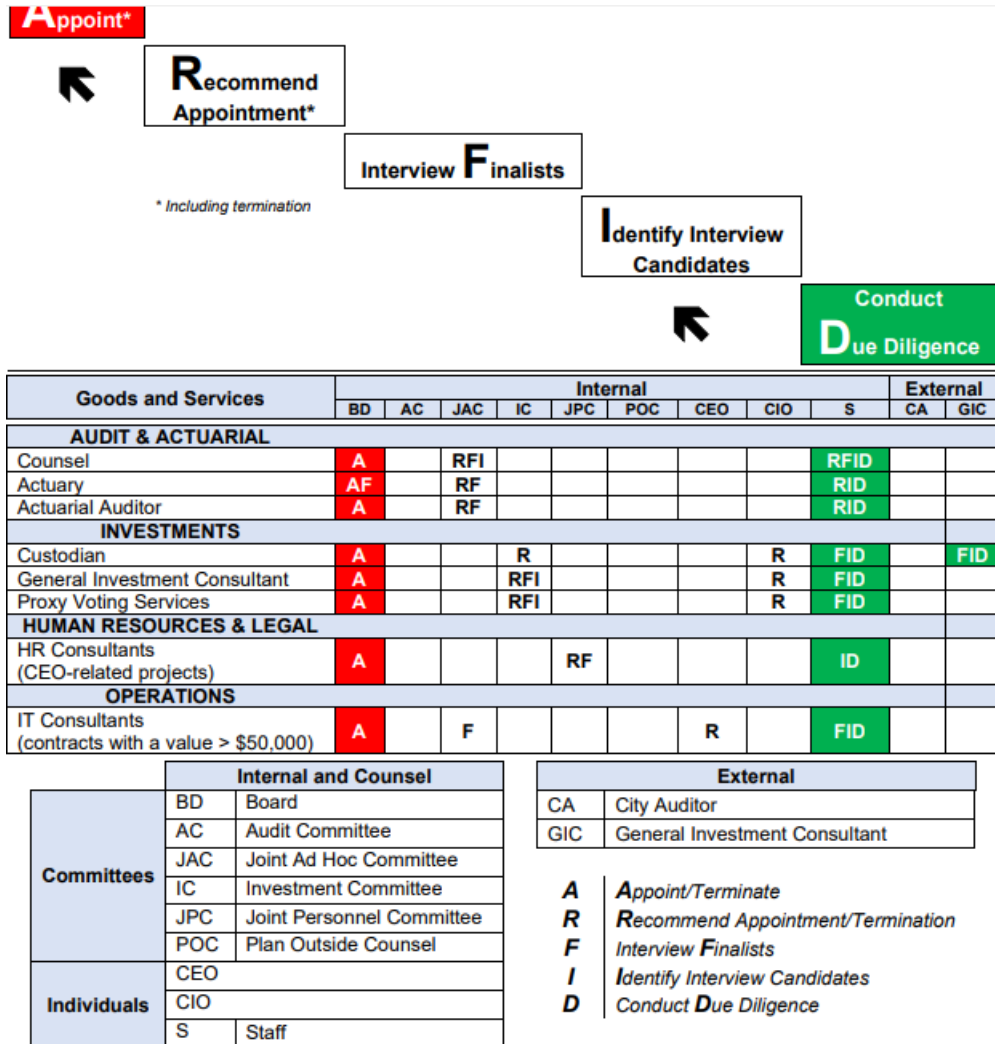 Appoint*
Recommend
Appointment*
Interview Finalists
* Including termination
Identify Interview
Candidates
Conduct
Due Diligence
Goods and Services Internal External
BD AC JAC IC JPC POC CEO CIO S CA GIC
AUDIT & ACTUARIAL
Counsel A RFI RFID
Actuary AF RF RID
Actuarial Auditor A RF RID
INVESTMENTS
Custodian A R R FID FID
General Investment Consultant A RFI R FID
Proxy Voting Services A RFI R FID
HUMAN RESOURCES & LEGAL
HR Consultants
(CEO-related projects) A RF ID
OPERATIONS
IT Consultants
(contracts with a value > $50,000) A F R FID
Internal and Counsel
Committees
BD Board
AC Audit Committee
JAC Joint Ad Hoc Committee
IC Investment Committee
JPC Joint Personnel Committee
POC Plan Outside Counsel
Individuals
CEO
CIO
S Staff
External
CA City Auditor
GIC General Investment Consultant
A Appoint/Terminate
R Recommend Appointment/Termination
F Interview Finalists
I Identify Interview Candidates
D Conduct Due Diligence